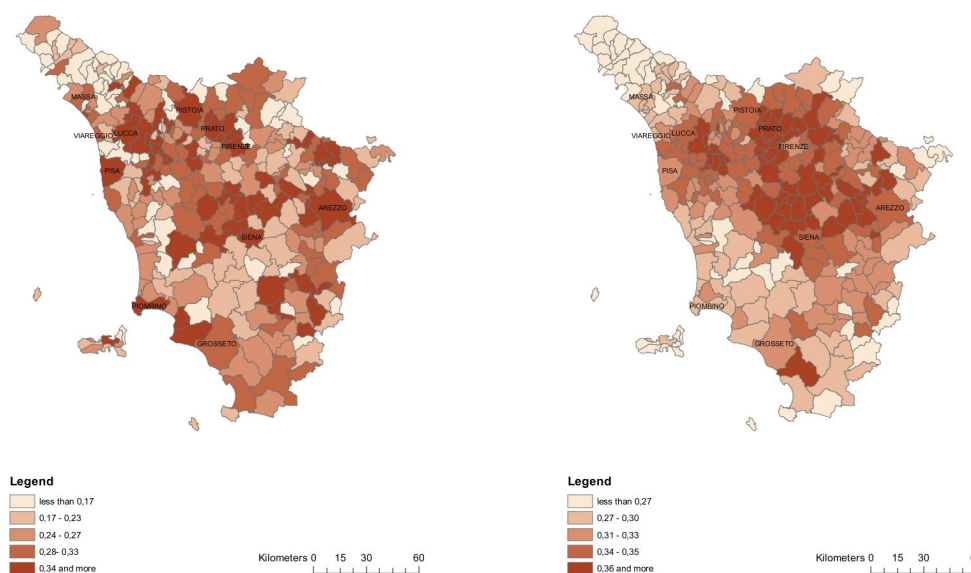 MASSA
PISTOIA
VIAREGGIO LUCCA
PRATO
FIRENZE
PISA
AREZZO
SIENA
PIOMBINO
GROSSETO
Legend
less than 0,17
0,17 - 0,23
0,24 - 0,27
0,28- 0,33
0,34 and more
Kilometers 0 15 30 60
MASSA
PISTOIA
VIAREGGIO LUCCA
PRATO
FIRENZE
PISA
AREZZO
SIENA
PIOMBINO
GROSSETO
Legend
less than 0,27
0,27 - 0,30
0,31 - 0,33
0,34 - 0,35
0,36 and more
Kilometers 0 15 30